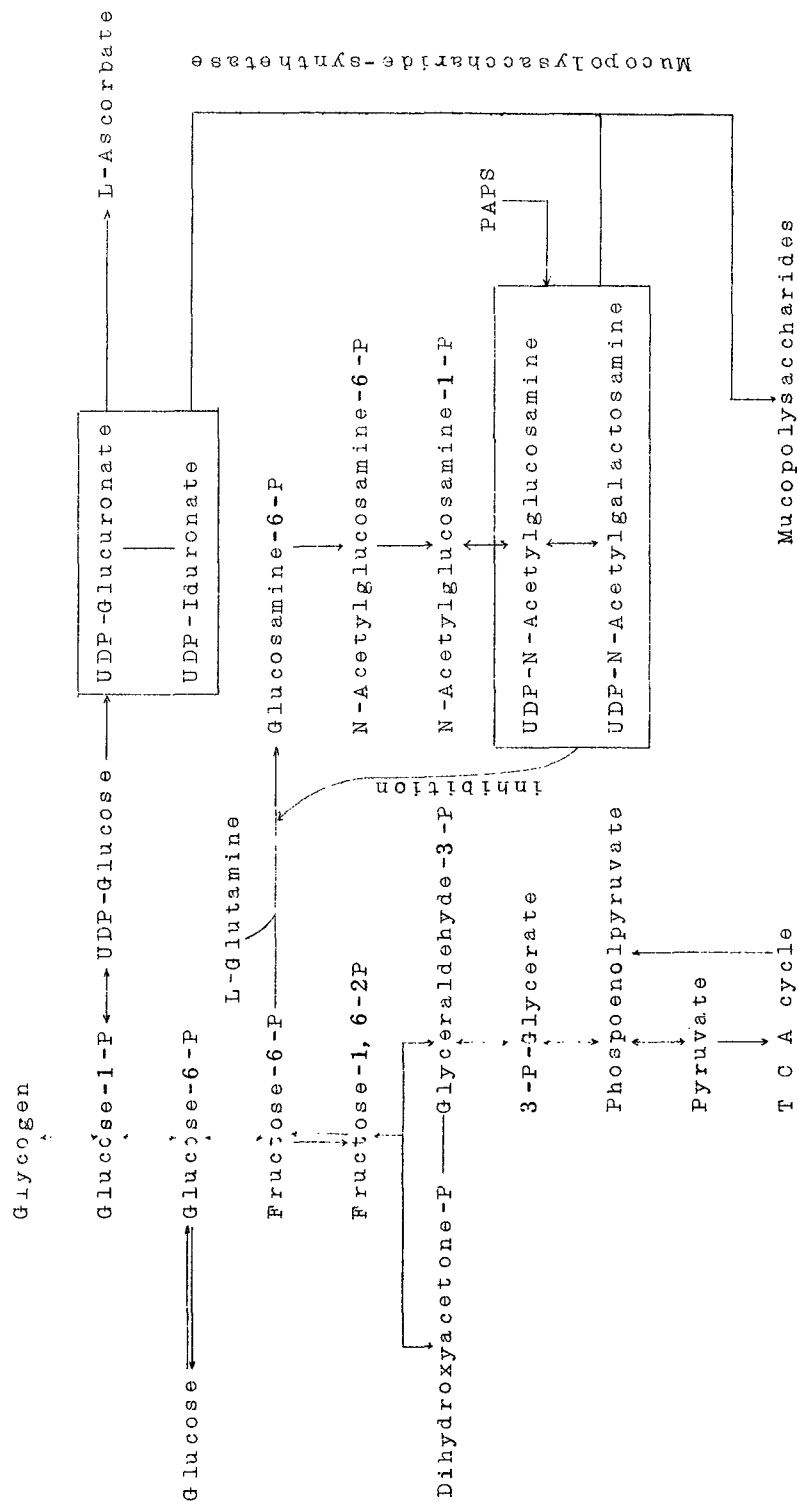 Glycogen
Glucose-1-P
UDP-Glucose
UDP-Glucuronate
L-Ascorbate
UDP-Iduronate
Glucose
Glucose-6-P
L-Glutamine
Fructose-6-P
Glucosamine-6-P
Fructose-1, 6-2P
N-Acetylglucosamine-6-P
inhibition
Dihydroxyacetone-P
Glyceraldehyde-3-P
N-Acetylglucosamine-1-P
PAPS
3-P-Glycerate
UDP-N-Acetylglucosamine
Phospoenolpyruvate
UDP-N-Acetylgalactosamine
Mucopolysaccharide-synthetase
Pyruvate
T C A cycle
Mucopolysaccharides